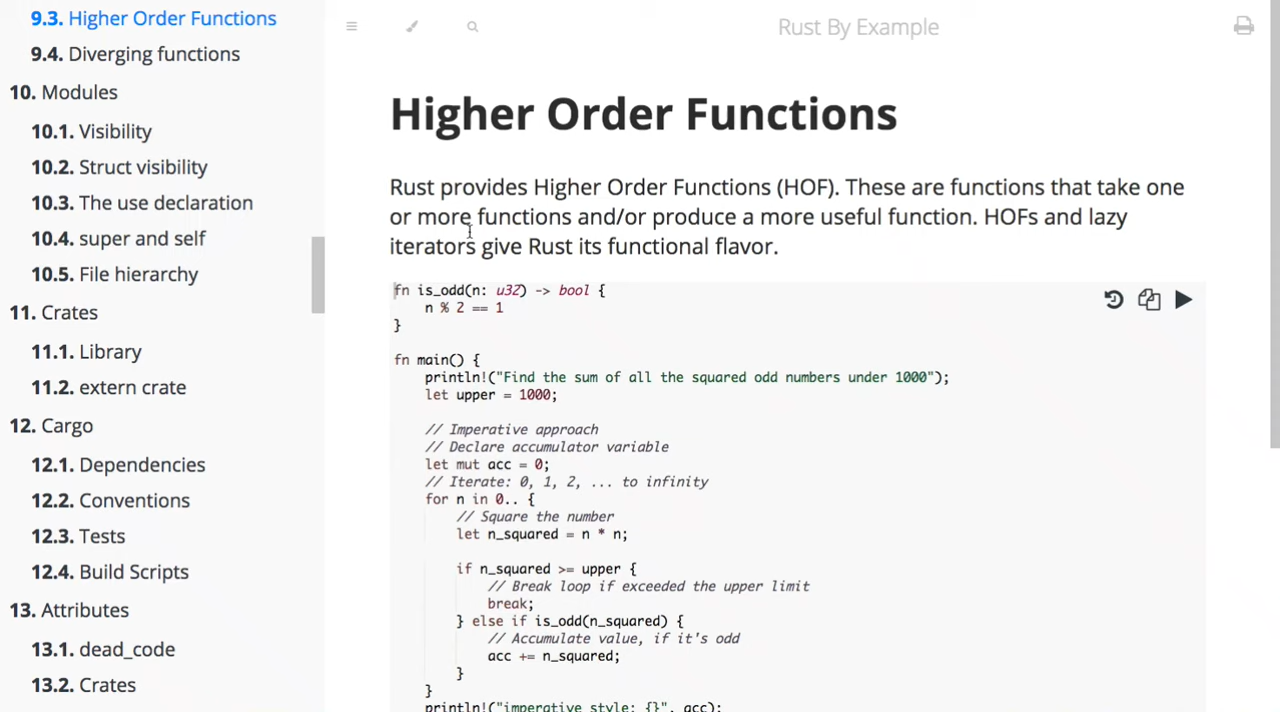 9.3. Higher Order Functions
9.4. Diverging functions
10. Modules
10.1. Visibility
10.2. Struct visibility
10.3. The use declaration
10.4. super and self
10.5. File hierarchy
11. Crates
11.1. Library
11.2. extern crate
12. Cargo
12.1. Dependencies
12.2. Conventions
12.3. Tests
12.4. Build Scripts
13. Attributes
13.1. dead_code
13.2. Crates
Rust By Example
Higher Order Functions
Rust provides Higher Order Functions (HOF). These are functions that take one
or more functions and/or produce a more useful function. HOFs and lazy
iterators give Rust its functional flavor.
fn is_odd(n: u32) -> bool {
    n % 2 == 1
}
fn main() {
    println!("Find the sum of all the squared odd numbers under 1000");
    let upper = 1000;
    // Imperative approach
    // Declare accumulator variable
    let mut acc = 0;
    // Iterate: 0, 1, 2, ... to infinity
    for n in 0.. {
        // Square the number
        let n_squared = n * n;
        if n_squared >= upper {
            // Break loop if exceeded the upper limit
            break;
        } else if is_odd(n_squared) {
            // Accumulate value, if it's odd
            acc += n_squared;
        }
    }
    println!("imperative style: {}", acc);